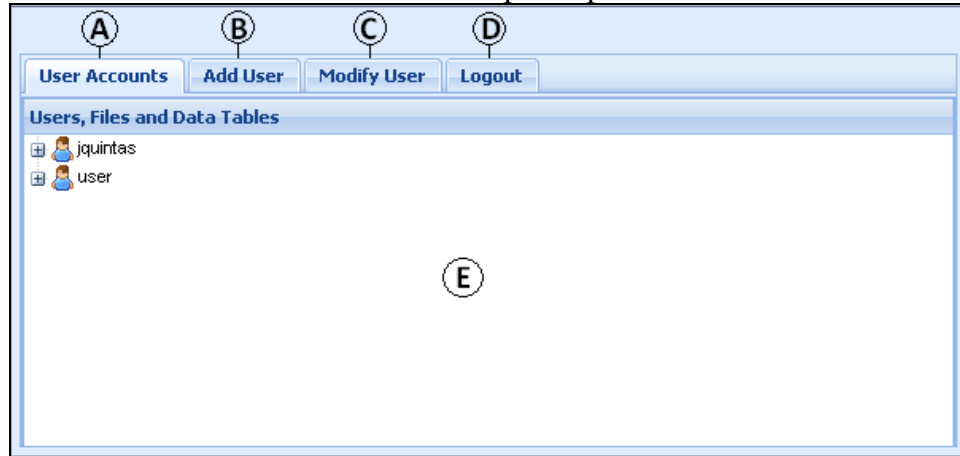 A B C D
User Accounts Add User Modify User Logout
Users, Files and Data Tables
jquintas
user
E